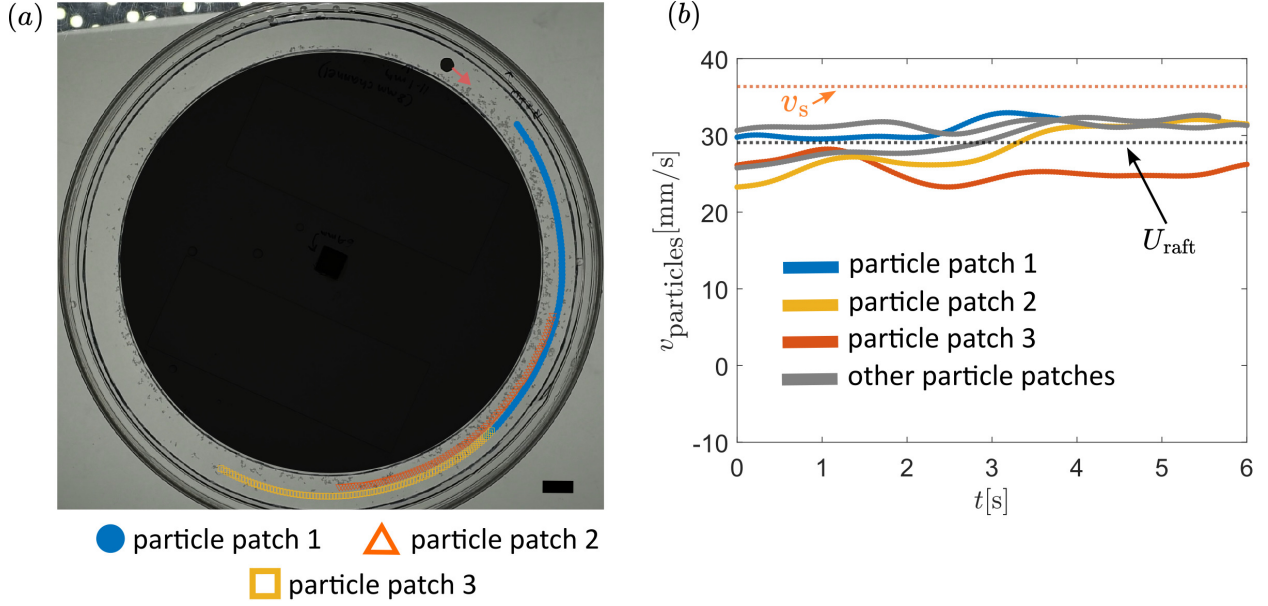 (a)
particle patch 1
particle patch 2
particle patch 3
(b)
40
30
20
10
0
-10
v_particles[mm/s]
v_s
U_raft
particle patch 1
particle patch 2
particle patch 3
other particle patches
0 1 2 3 4 5 6
t[s]